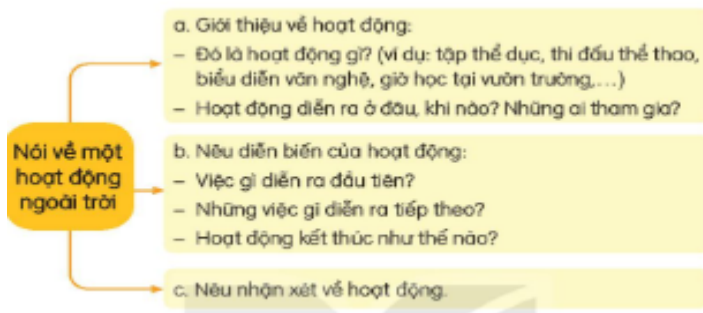 Nói về một
hoạt động
ngoài trời
a. Giới thiệu về hoạt động:
– Đó là hoạt động gì? (ví dụ: tập thể dục, thi đấu thể thao,
biểu diễn văn nghệ, giờ học tại vườn trường,...)
– Hoạt động diễn ra ở đâu, khi nào? Những ai tham gia?
b. Nêu diễn biến của hoạt động:
– Việc gì diễn ra đầu tiên?
– Những việc gì diễn ra tiếp theo?
– Hoạt động kết thúc như thế nào?
c. Nêu nhận xét về hoạt động.